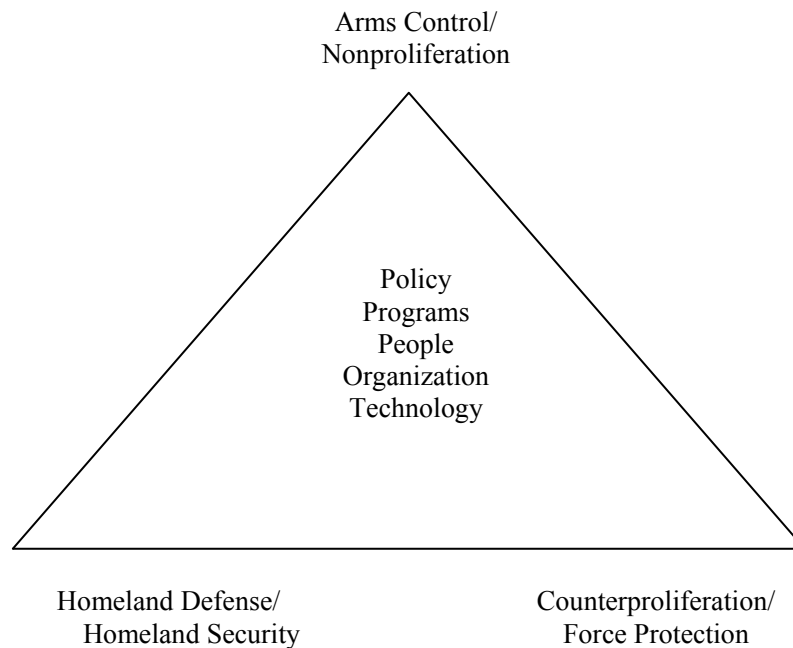 Arms Control/
Nonproliferation
Policy
Programs
People
Organization
Technology
Homeland Defense/
Homeland Security
Counterproliferation/
Force Protection